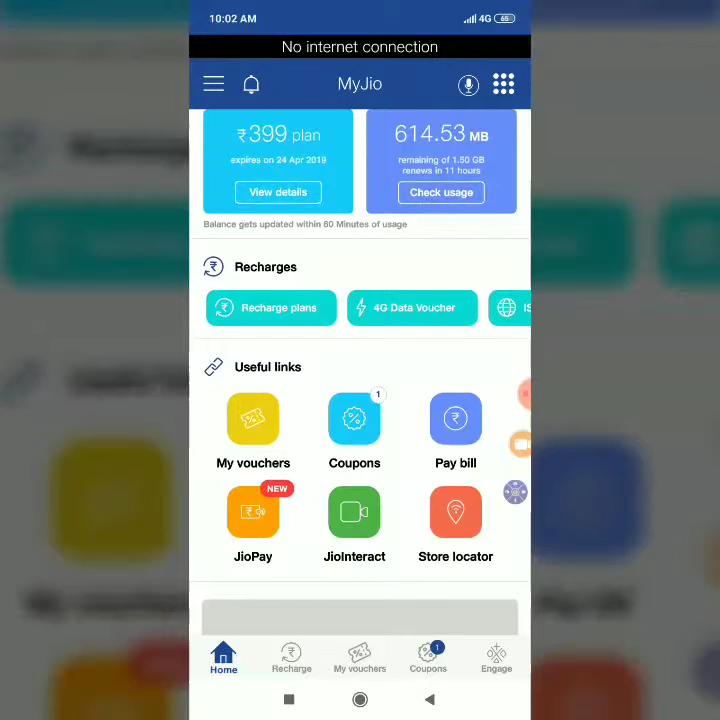 10:02 AM
4G 65
No internet connection
MyJio
₹399 plan
expires on 24 Apr 2019
View details
614.53 MB
remaining of 1.50 GB
renews in 11 hours
Check usage
Balance gets updated within 60 Minutes of usage
Recharges
Recharge plans
4G Data Voucher
IS
Useful links
1
My vouchers
Coupons
Pay bill
NEW
JioPay
JioInteract
Store locator
1
Home
Recharge
My vouchers
Coupons
Engage